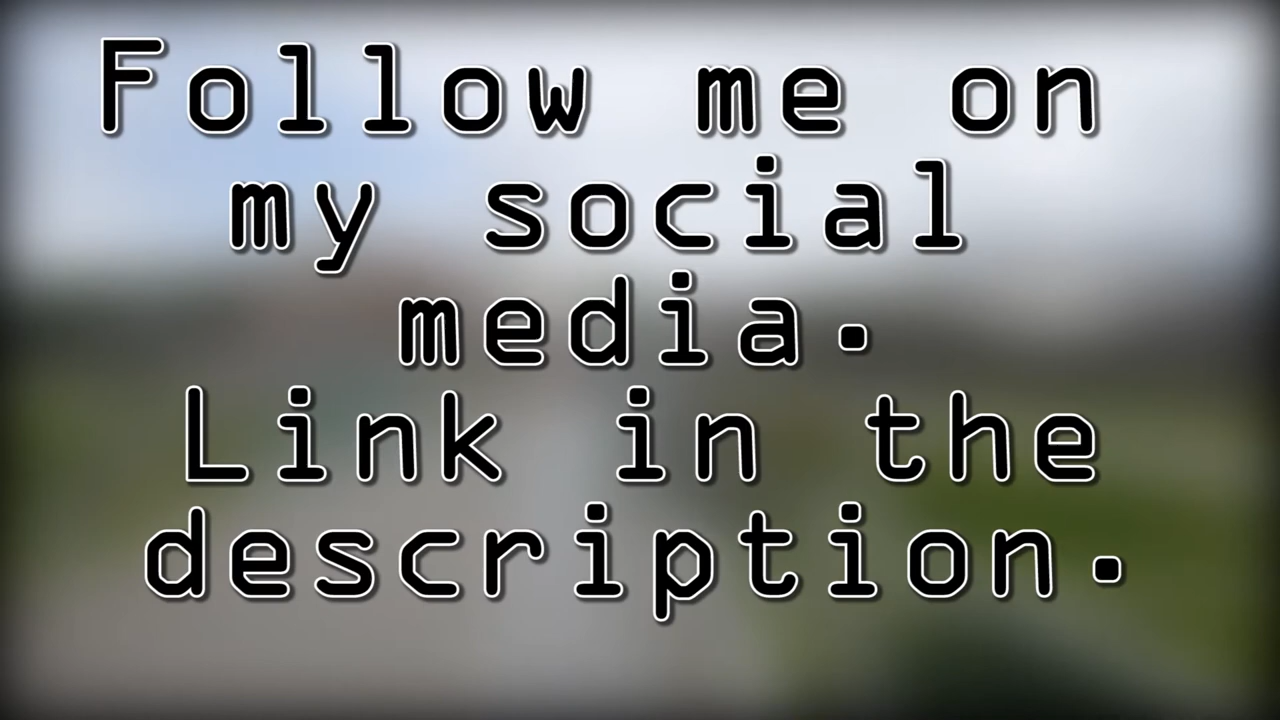 Follow me on
my social
media.
Link in the
description.